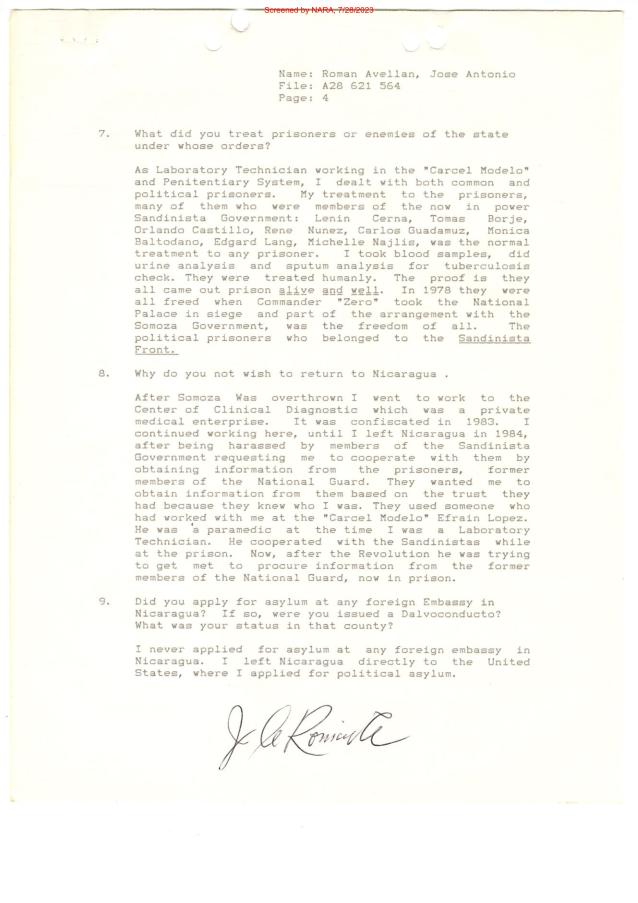 Screened by NARA, 7/28/2023
Name: Roman Avellan, Jose Antonio
File: A28 621 564
Page: 4
7. What did you treat prisoners or enemies of the state
under whose orders?
As Laboratory Technician working in the "Carcel Modelo"
and Penitentiary System, I dealt with both common and
political prisoners. My treatment to the prisoners,
many of them who were members of the now in power
Sandinista Government: Lenin Cerna, Tomas Borje,
Orlando Castillo, Rene Nunez, Carlos Guadamuz, Monica
Baltodano, Edgard Lang, Michelle Najlis, was the normal
treatment to any prisoner. I took blood samples, did
urine analysis and sputum analysis for tuberculosis
check. They were treated humanly. The proof is they
all came out prison alive and well. In 1978 they were
all freed when Commander "Zero" took the National
Palace in siege and part of the arrangement with the
Somoza Government, was the freedom of all. The
political prisoners who belonged to the Sandinista
Front.
8. Why do you not wish to return to Nicaragua .
After Somoza Was overthrown I went to work to the
Center of Clinical Diagnostic which was a private
medical enterprise. It was confiscated in 1983. I
continued working here, until I left Nicaragua in 1984,
after being harassed by members of the Sandinista
Government requesting me to cooperate with them by
obtaining information from the prisoners, former
members of the National Guard. They wanted me to
obtain information from them based on the trust they
had because they knew who I was. They used someone who
had worked with me at the "Carcel Modelo" Efrain Lopez.
He was a paramedic at the time I was a Laboratory
Technician. He cooperated with the Sandinistas while
at the prison. Now, after the Revolution he was trying
to get met to procure information from the former
members of the National Guard, now in prison.
9. Did you apply for asylum at any foreign Embassy in
Nicaragua? If so, were you issued a Dalvoconducto?
What was your status in that county?
I never applied for asylum at any foreign embassy in
Nicaragua. I left Nicaragua directly to the United
States, where I applied for political asylum.